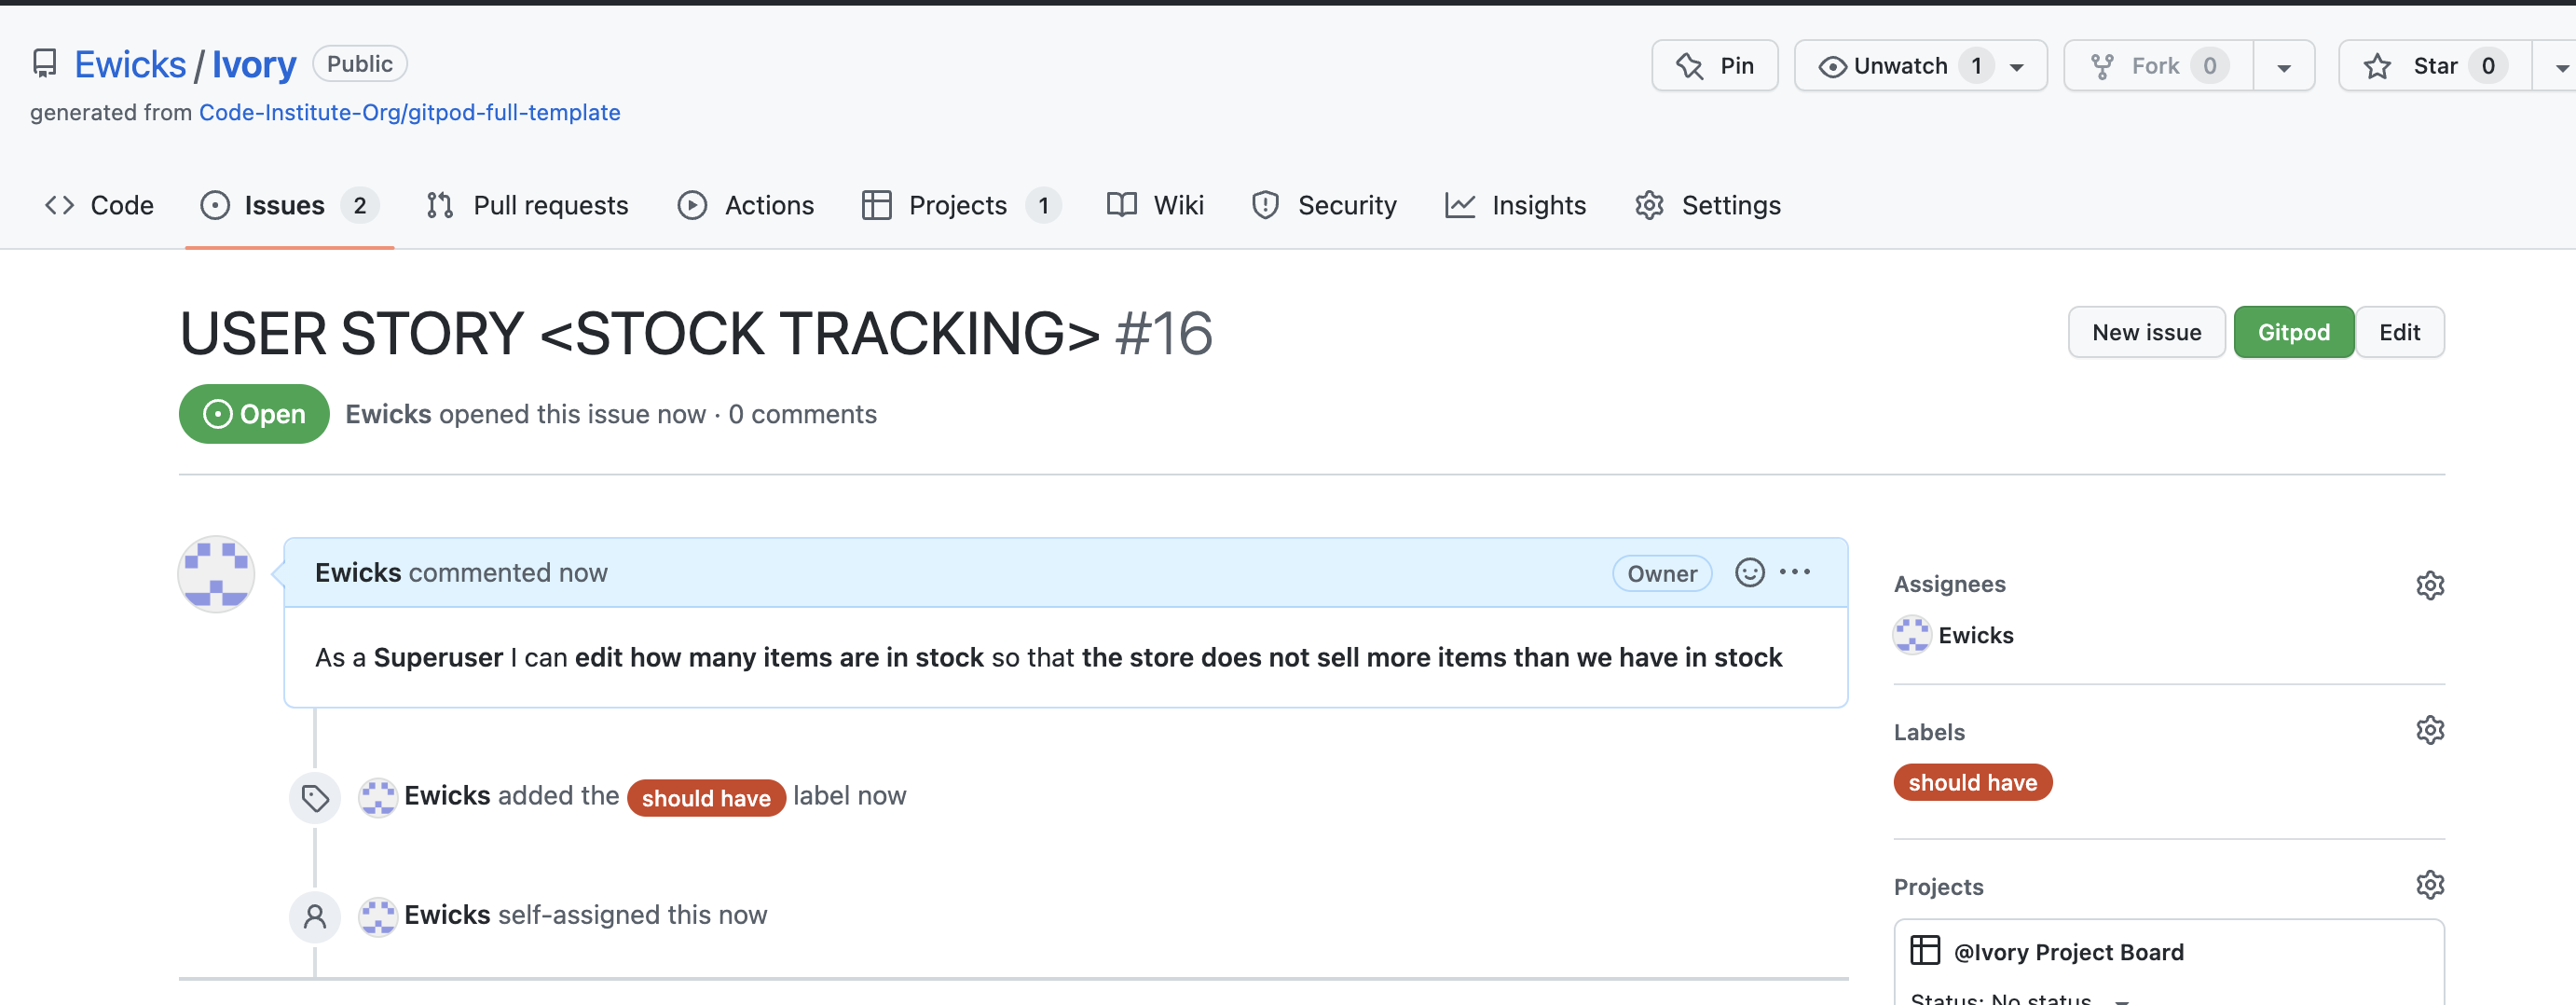 Ewicks / Ivory Public
Pin
Unwatch 1
Fork 0
Star 0
generated from Code-Institute-Org/gitpod-full-template
Code
Issues 2
Pull requests
Actions
Projects 1
Wiki
Security
Insights
Settings
USER STORY <STOCK TRACKING> #16
New issue
Gitpod
Edit
Open
Ewicks opened this issue now · 0 comments
Ewicks commented now
Owner
As a Superuser I can edit how many items are in stock so that the store does not sell more items than we have in stock
Ewicks added the should have label now
Ewicks self-assigned this now
Assignees
Ewicks
Labels
should have
Projects
@Ivory Project Board
Status: No status